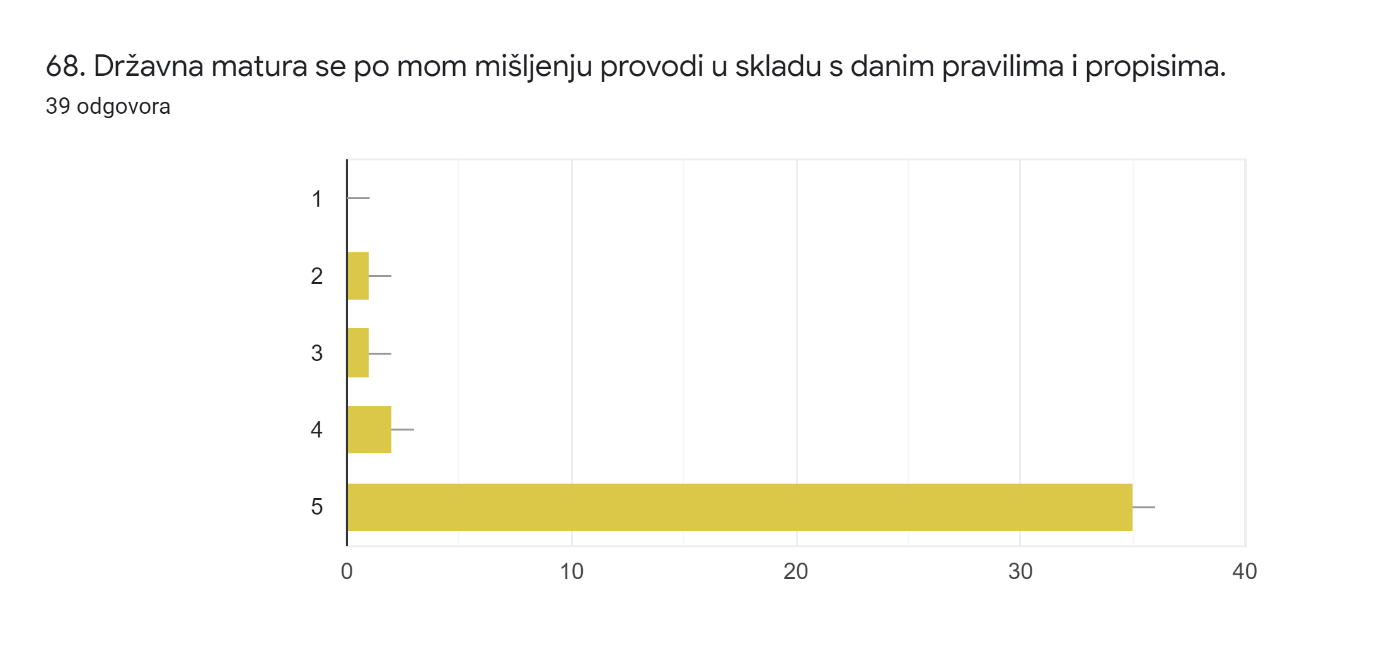 68. Državna matura se po mom mišljenju provodi u skladu s danim pravilima i propisima.
39 odgovora
1
2
3
4
5
0 10 20 30 40